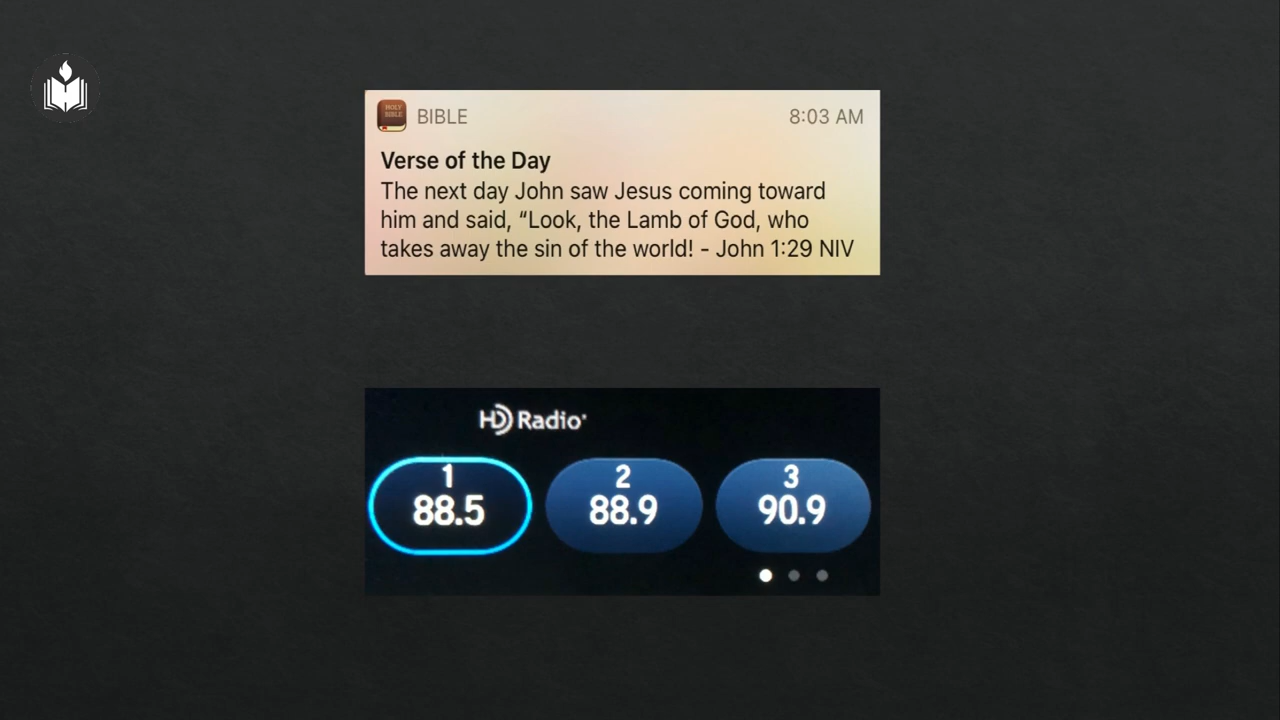 HOLY
BIBLE
BIBLE
8:03 AM
Verse of the Day
The next day John saw Jesus coming toward
him and said, “Look, the Lamb of God, who
takes away the sin of the world! - John 1:29 NIV
HD Radio
1
88.5
2
88.9
3
90.9